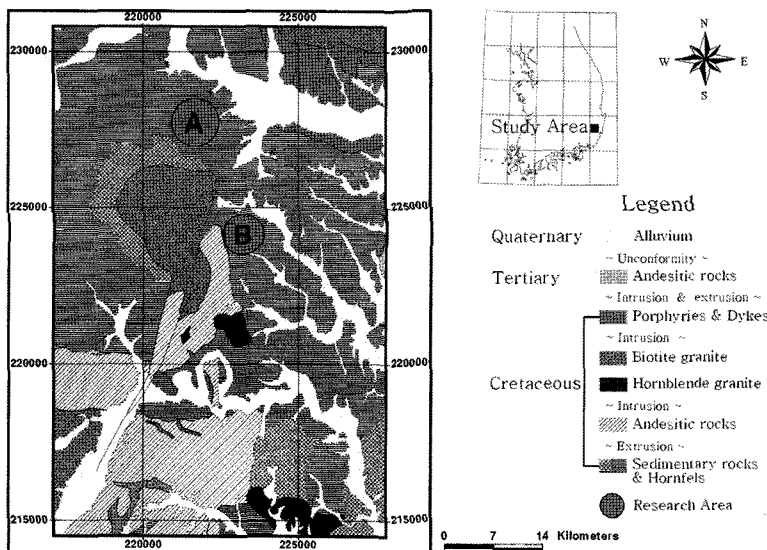 220000 225000
230000 230000
225000 225000
220000 220000
215000 215000
220000 225000
A
B
Study Area
N
W E
S
Legend
Quaternary Alluvium
~ Unconformity ~
Tertiary Andesitic rocks
~ Intrusion & extrusion ~
Porphyries & Dykes
~ Intrusion ~
Biotite granite
Cretaceous Hornblende granite
~ Intrusion ~
Andesitic rocks
~ Extrusion ~
Sedimentary rocks
& Hornfels
Research Area
0 7 14 Kilometers